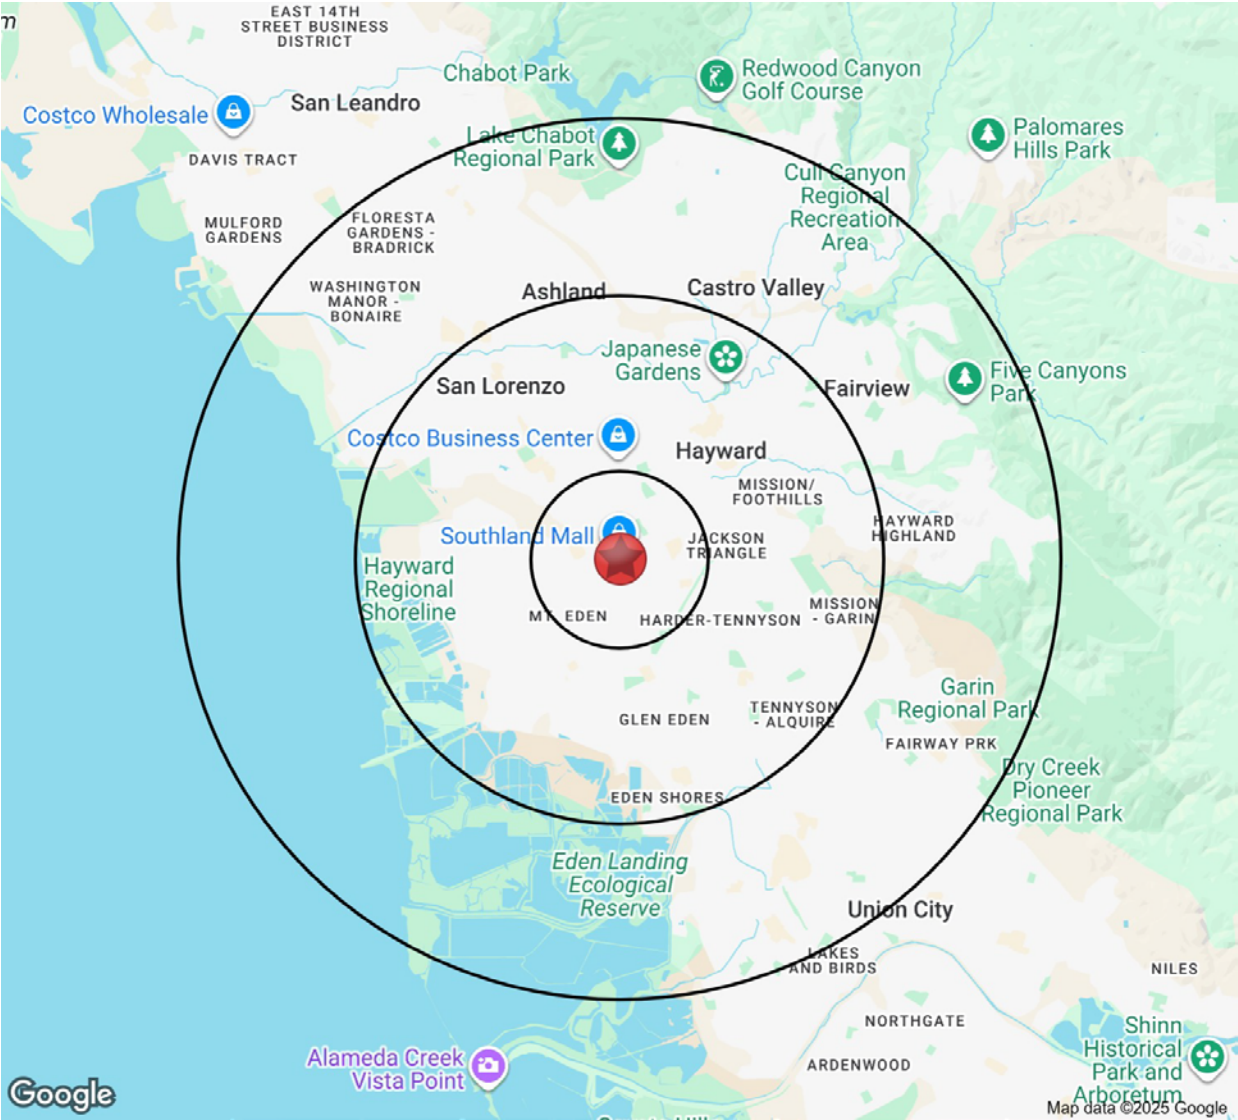 m
EAST 14TH
STREET BUSINESS
DISTRICT
Chabot Park
Redwood Canyon
Golf Course
San Leandro
Costco Wholesale
Palomares
Hills Park
Lake Chabot
Regional Park
DAVIS TRACT
Cull Canyon
Regional
Recreation
Area
MULFORD
GARDENS
FLORESTA
GARDENS -
BRADRICK
WASHINGTON
MANOR -
BONAIRE
Ashland
Castro Valley
Japanese
Gardens
San Lorenzo
Fairview
Five Canyons
Park
Costco Business Center
Hayward
MISSION/
FOOTHILLS
HAYWARD
HIGHLAND
Southland Mall
JACKSON
TRIANGLE
Hayward
Regional
Shoreline
MT. EDEN
HARDER-TENNYSON
MISSION
- GARIN
Garin
Regional Park
GLEN EDEN
TENNYSON
- ALQUIRE
FAIRWAY PRK
Dry Creek
Pioneer
Regional Park
EDEN SHORES
Eden Landing
Ecological
Reserve
Union City
LAKES
AND BIRDS
NILES
NORTHGATE
Shinn
Historical
Park and
Arboretum
ARDENWOOD
Alameda Creek
Vista Point
Google
Map data ©2025 Google